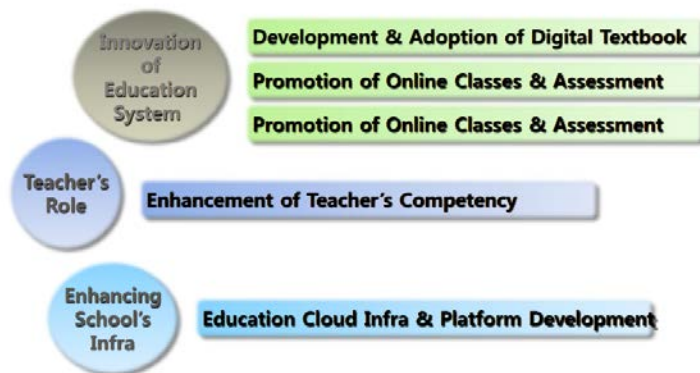 Innovation
of
Education
System
Development & Adoption of Digital Textbook
Promotion of Online Classes & Assessment
Promotion of Online Classes & Assessment
Teacher's
Role
Enhancement of Teacher's Competency
Enhancing
School's
Infra
Education Cloud Infra & Platform Development